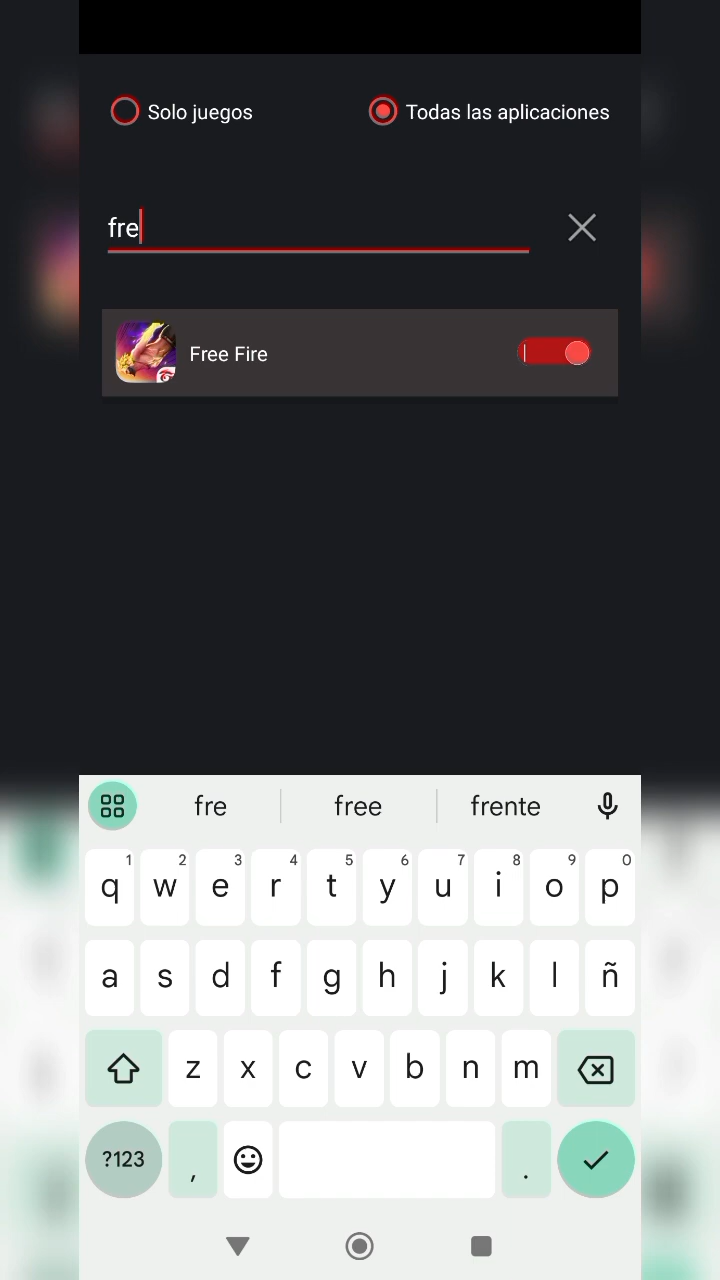 Solo juegos Todas las aplicaciones
fre
Free Fire
fre free frente
1 2 3 4 5 6 7 8 9 0
q w e r t y u i o p
a s d f g h j k l ñ
z x c v b n m
?123 , .